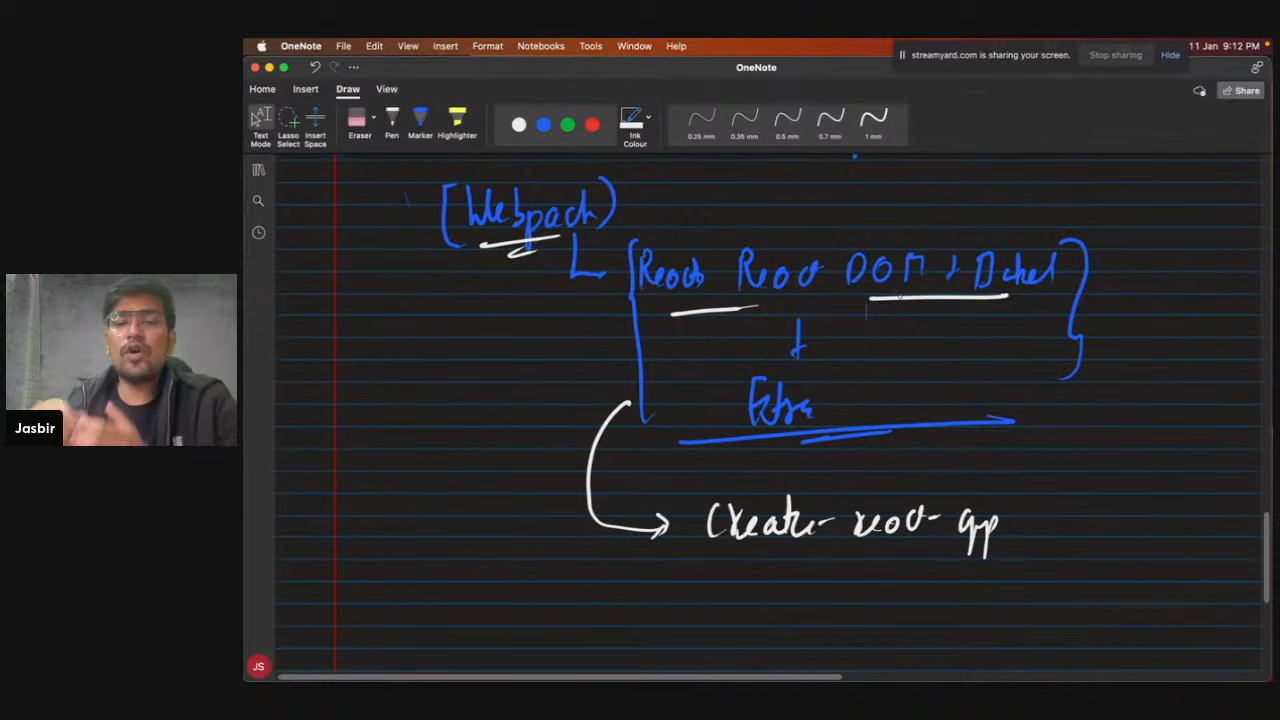 OneNote File Edit View Insert Format Notebooks Tools Window Help
streamyard.com is sharing your screen. Stop sharing Hide
11 Jan 9:12 PM
OneNote
Home Insert Draw View
Share
Text Mode
Lasso Select
Insert Space
Eraser
Pen
Marker
Highlighter
Ink Colour
0.25 mm 0.35 mm 0.5 mm 0.7 mm 1 mm
[Webpack)
{React React DOM + Babel}
+
Extra
Create-react-app
Jasbir
JS